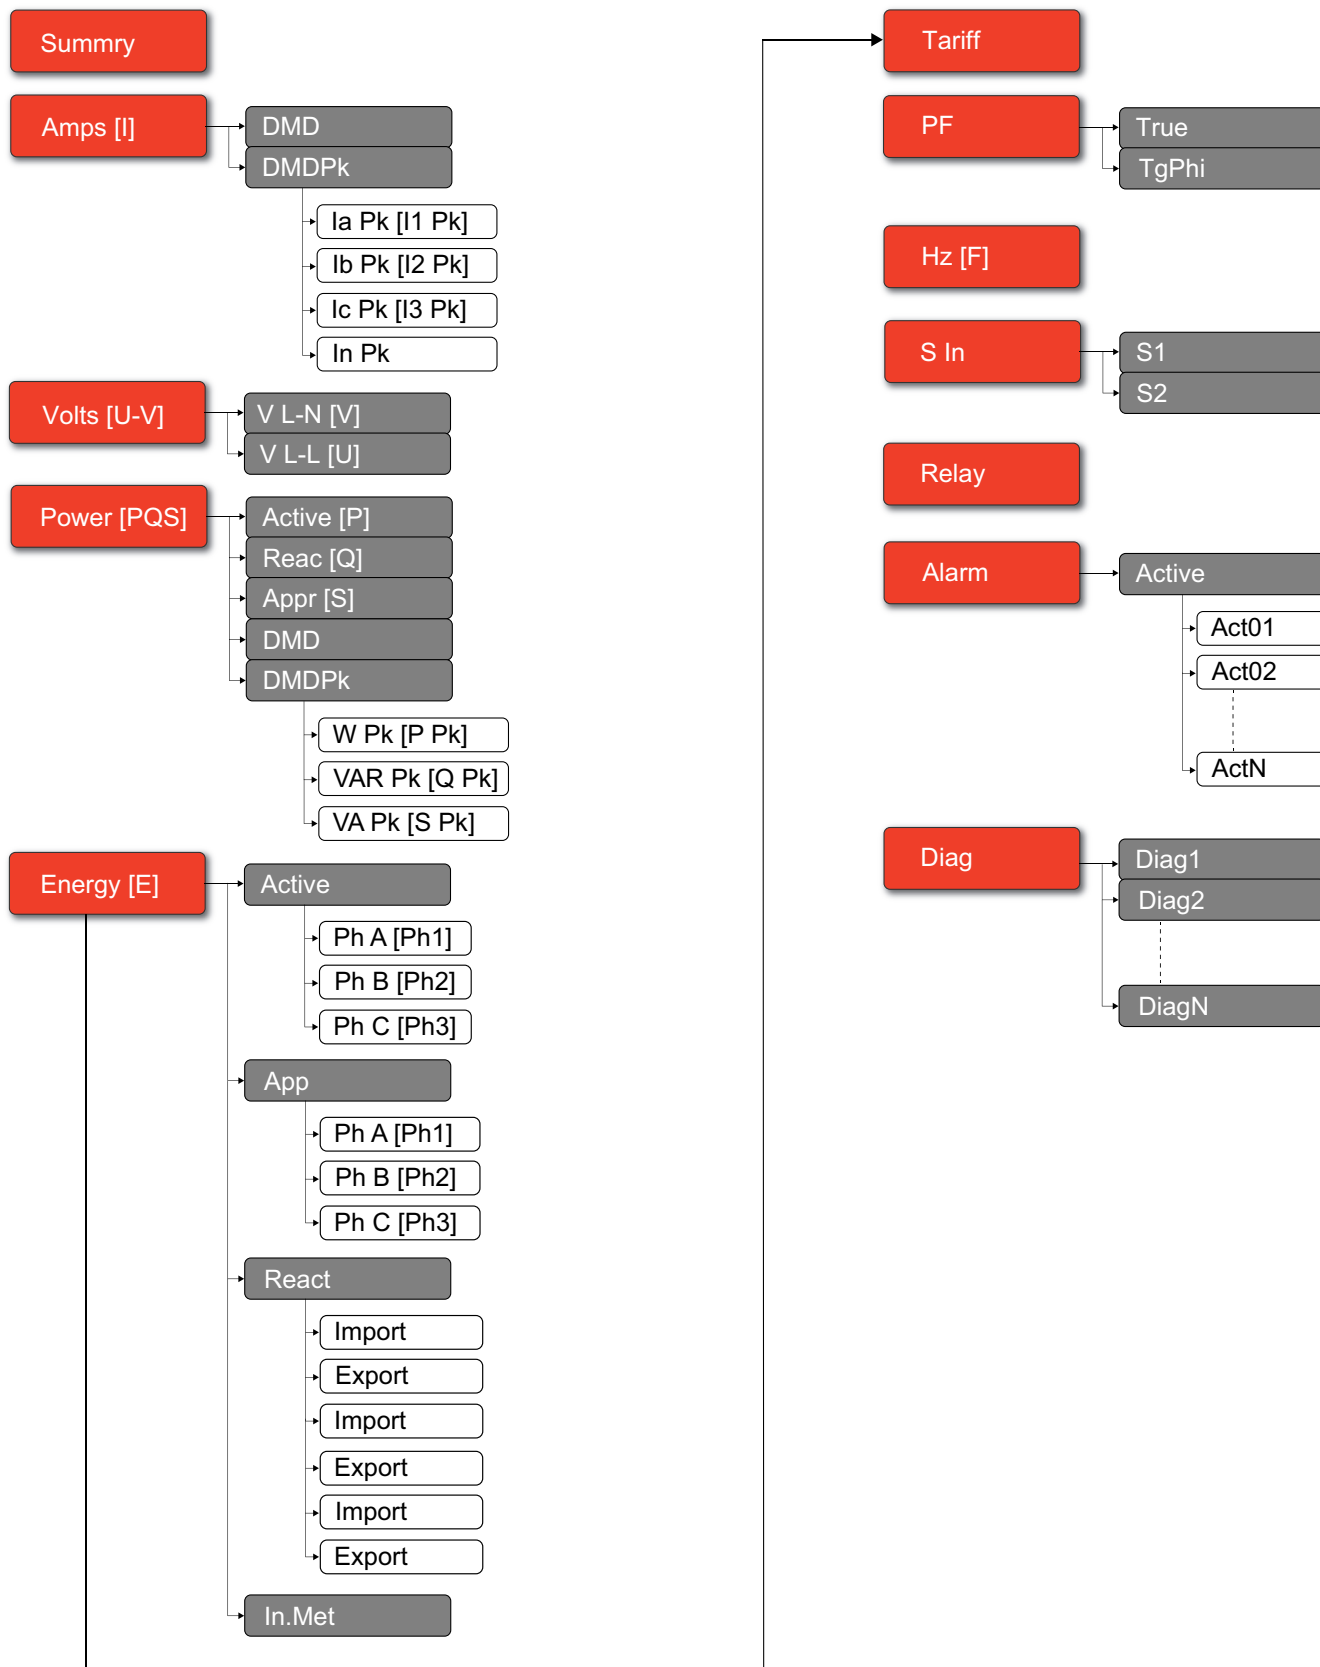 Summry
Amps [I]
DMD
DMDPk
Ia Pk [I1 Pk]
Ib Pk [I2 Pk]
Ic Pk [I3 Pk]
In Pk
Volts [U-V]
V L-N [V]
V L-L [U]
Power [PQS]
Active [P]
Reac [Q]
Appr [S]
DMD
DMDPk
W Pk [P Pk]
VAR Pk [Q Pk]
VA Pk [S Pk]
Energy [E]
Active
Ph A [Ph1]
Ph B [Ph2]
Ph C [Ph3]
App
Ph A [Ph1]
Ph B [Ph2]
Ph C [Ph3]
React
Import
Export
Import
Export
Import
Export
In.Met
Tariff
PF
True
TgPhi
Hz [F]
S In
S1
S2
Relay
Alarm
Active
Act01
Act02
ActN
Diag
Diag1
Diag2
DiagN